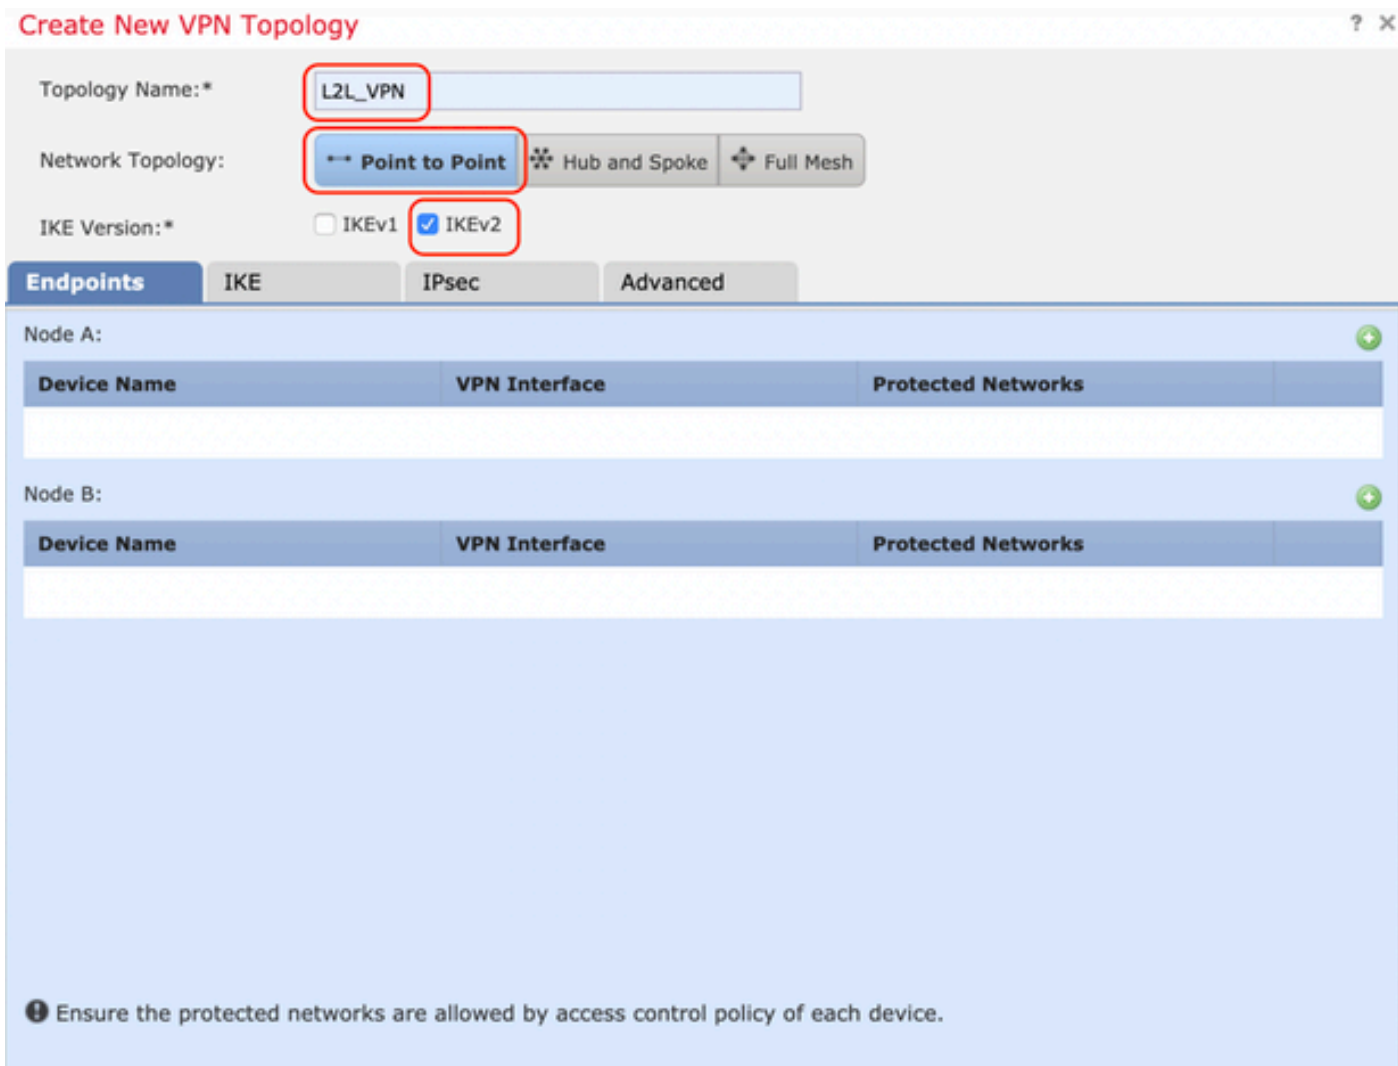 Create New VPN Topology ? ×
Topology Name:* L2L_VPN
Network Topology: Point to Point Hub and Spoke Full Mesh
IKE Version:* IKEv1 IKEv2
Endpoints IKE IPsec Advanced
Node A:
Device Name VPN Interface Protected Networks
Node B:
Device Name VPN Interface Protected Networks
Ensure the protected networks are allowed by access control policy of each device.